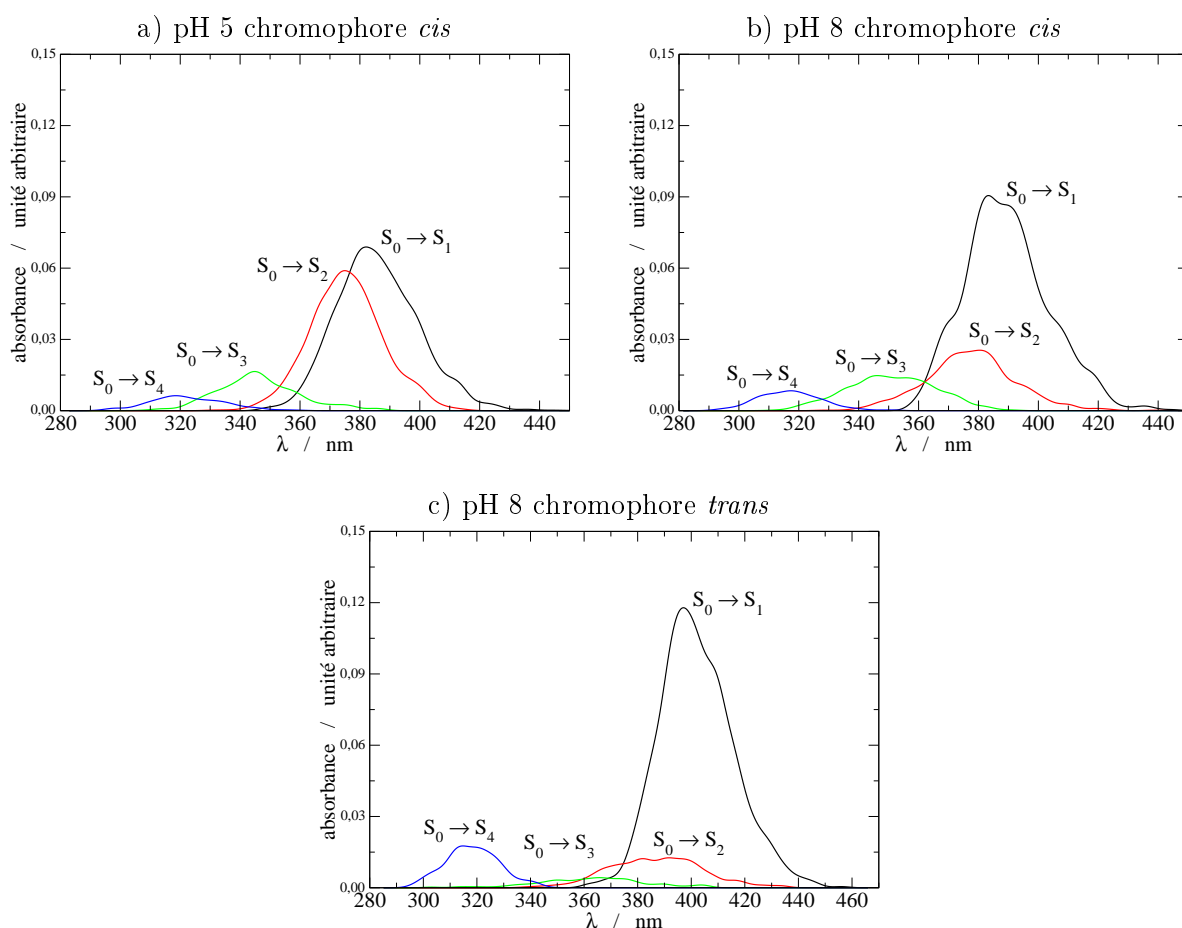 a) pH 5 chromophore cis
0,15
0,12
0,09
0,06
0,03
0,00
absorbance / unité arbitraire
S0 → S1
S0 → S2
S0 → S3
S0 → S4
280 300 320 340 360 380 400 420 440
λ / nm
b) pH 8 chromophore cis
0,15
0,12
0,09
0,06
0,03
0,00
absorbance / unité arbitraire
S0 → S1
S0 → S2
S0 → S3
S0 → S4
280 300 320 340 360 380 400 420 440
λ / nm
c) pH 8 chromophore trans
0,15
0,12
0,09
0,06
0,03
0,00
absorbance / unité arbitraire
S0 → S1
S0 → S4
S0 → S3
S0 → S2
280 300 320 340 360 380 400 420 440 460
λ / nm